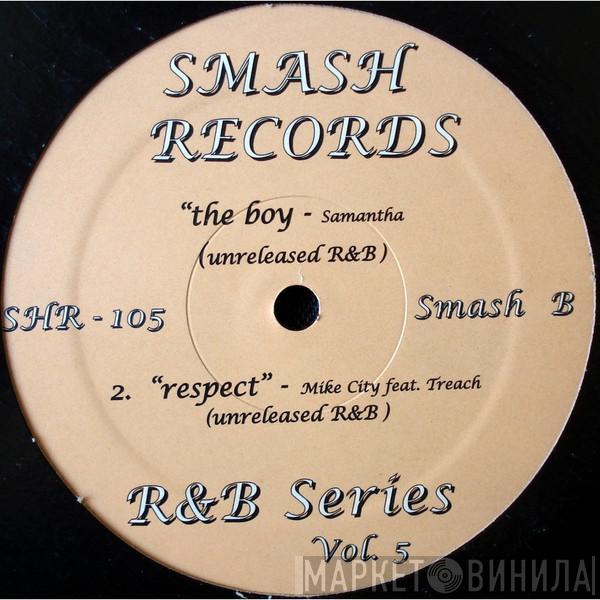 SMASH
RECORDS
"the boy - Samantha
(unreleased R&B)
SHR - 105
Smash B
2. "respect" - Mike City feat. Treach
(unreleased R&B)
R&B Series
Vol. 5
МАРКЕТ ВИНИЛА